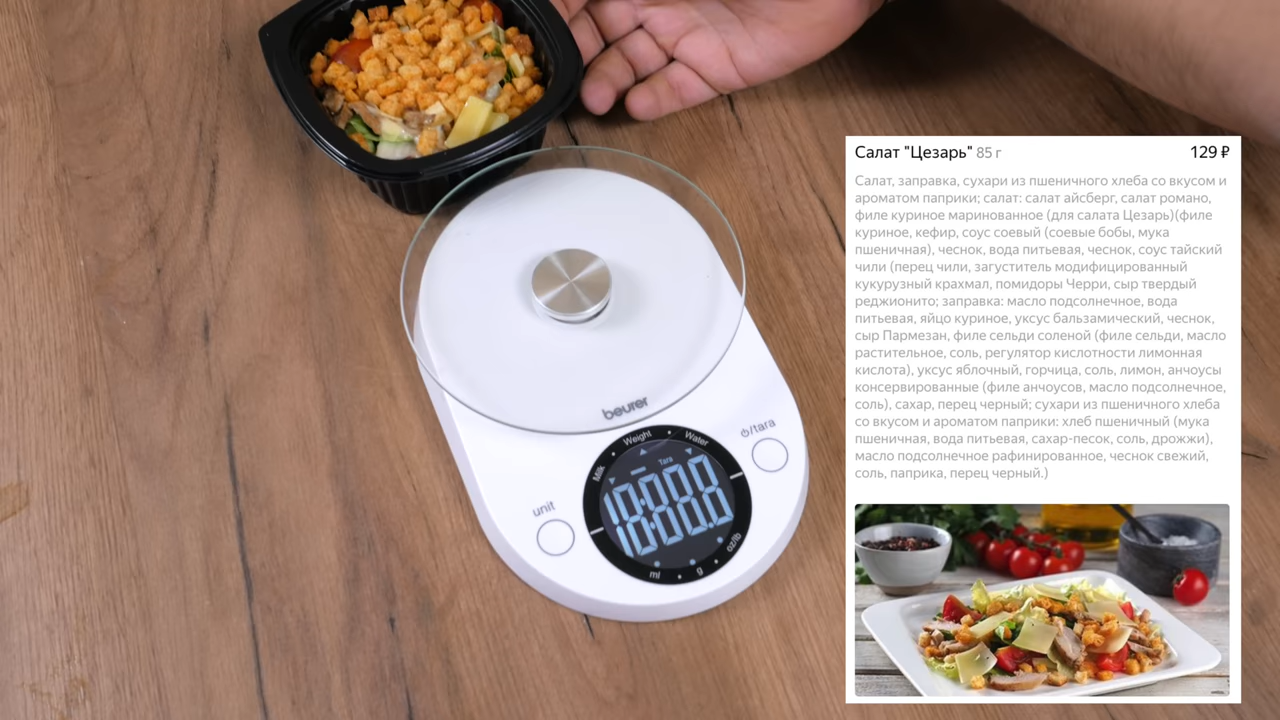 Салат "Цезарь" 85 г 129 ₽
Салат, заправка, сухари из пшеничного хлеба со вкусом и
ароматом паприки; салат: салат айсберг, салат романо,
филе куриное маринованное (для салата Цезарь)(филе
куриное, кефир, соус соевый (соевые бобы, мука
пшеничная), чеснок, вода питьевая, чеснок, соус тайский
чили (перец чили, загуститель модифицированный
кукурузный крахмал, помидоры Черри, сыр твердый
реджионито; заправка: масло подсолнечное, вода
питьевая, яйцо куриное, уксус бальзамический, чеснок,
сыр Пармезан, филе сельди соленой (филе сельди, масло
растительное, соль, регулятор кислотности лимонная
кислота), уксус яблочный, горчица, соль, лимон, анчоусы
консервированные (филе анчоусов, масло подсолнечное,
соль), сахар, перец черный; сухари из пшеничного хлеба
со вкусом и ароматом паприки: хлеб пшеничный (мука
пшеничная, вода питьевая, сахар-песок, соль, дрожжи),
масло подсолнечное рафинированное, чеснок свежий,
соль, паприка, перец черный.)
beurer
/tara
unit
Milk Weight Water
Tara
18:88.8
ml g lb/oz